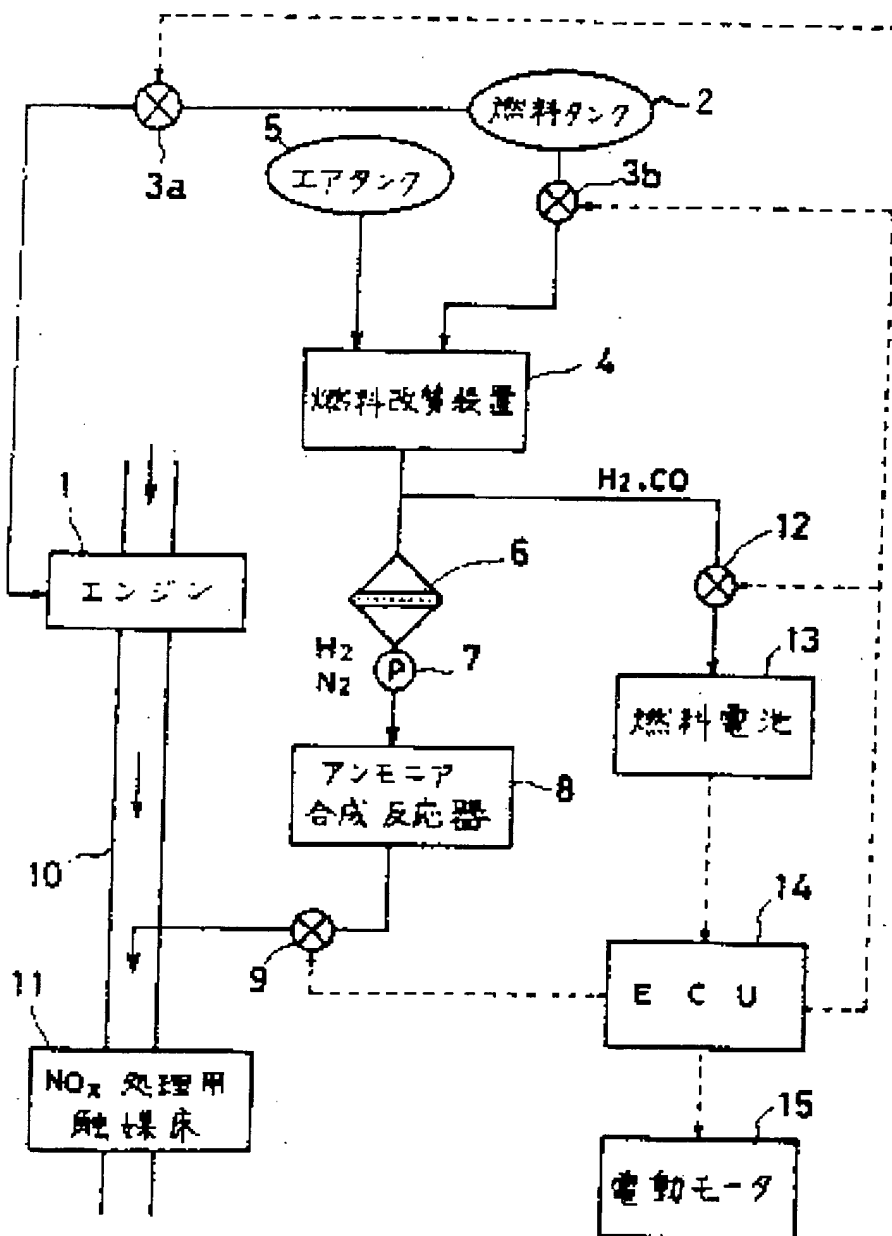 燃料タンク
2
3a
5
エアタンク
3b
4
燃料改質装置
H2.CO
1
エンジン
6
12
H2
N2
P
7
13
燃料電池
アンモニア
合成反応器
8
10
9
14
E C U
11
NOx 処理用
触媒床
15
電動モータ